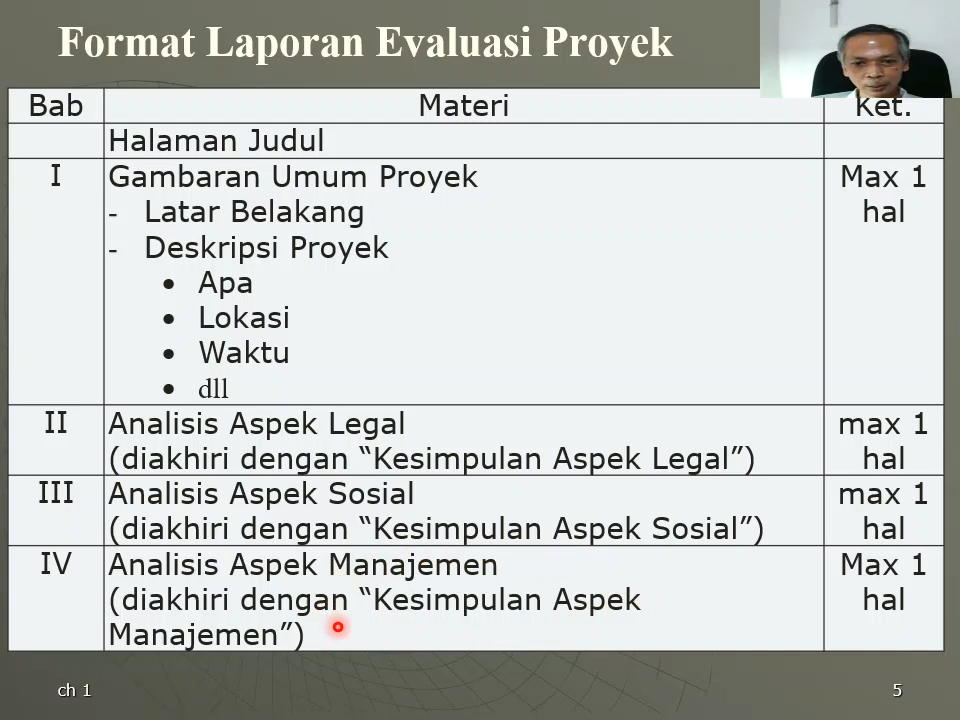 Format Laporan Evaluasi Proyek
Bab Materi Ket.
Halaman Judul
I Gambaran Umum Proyek Max 1
- Latar Belakang hal
- Deskripsi Proyek
• Apa
• Lokasi
• Waktu
• dll
II Analisis Aspek Legal max 1
(diakhiri dengan “Kesimpulan Aspek Legal”) hal
III Analisis Aspek Sosial max 1
(diakhiri dengan “Kesimpulan Aspek Sosial”) hal
IV Analisis Aspek Manajemen Max 1
(diakhiri dengan “Kesimpulan Aspek hal
Manajemen”)
ch 1 5